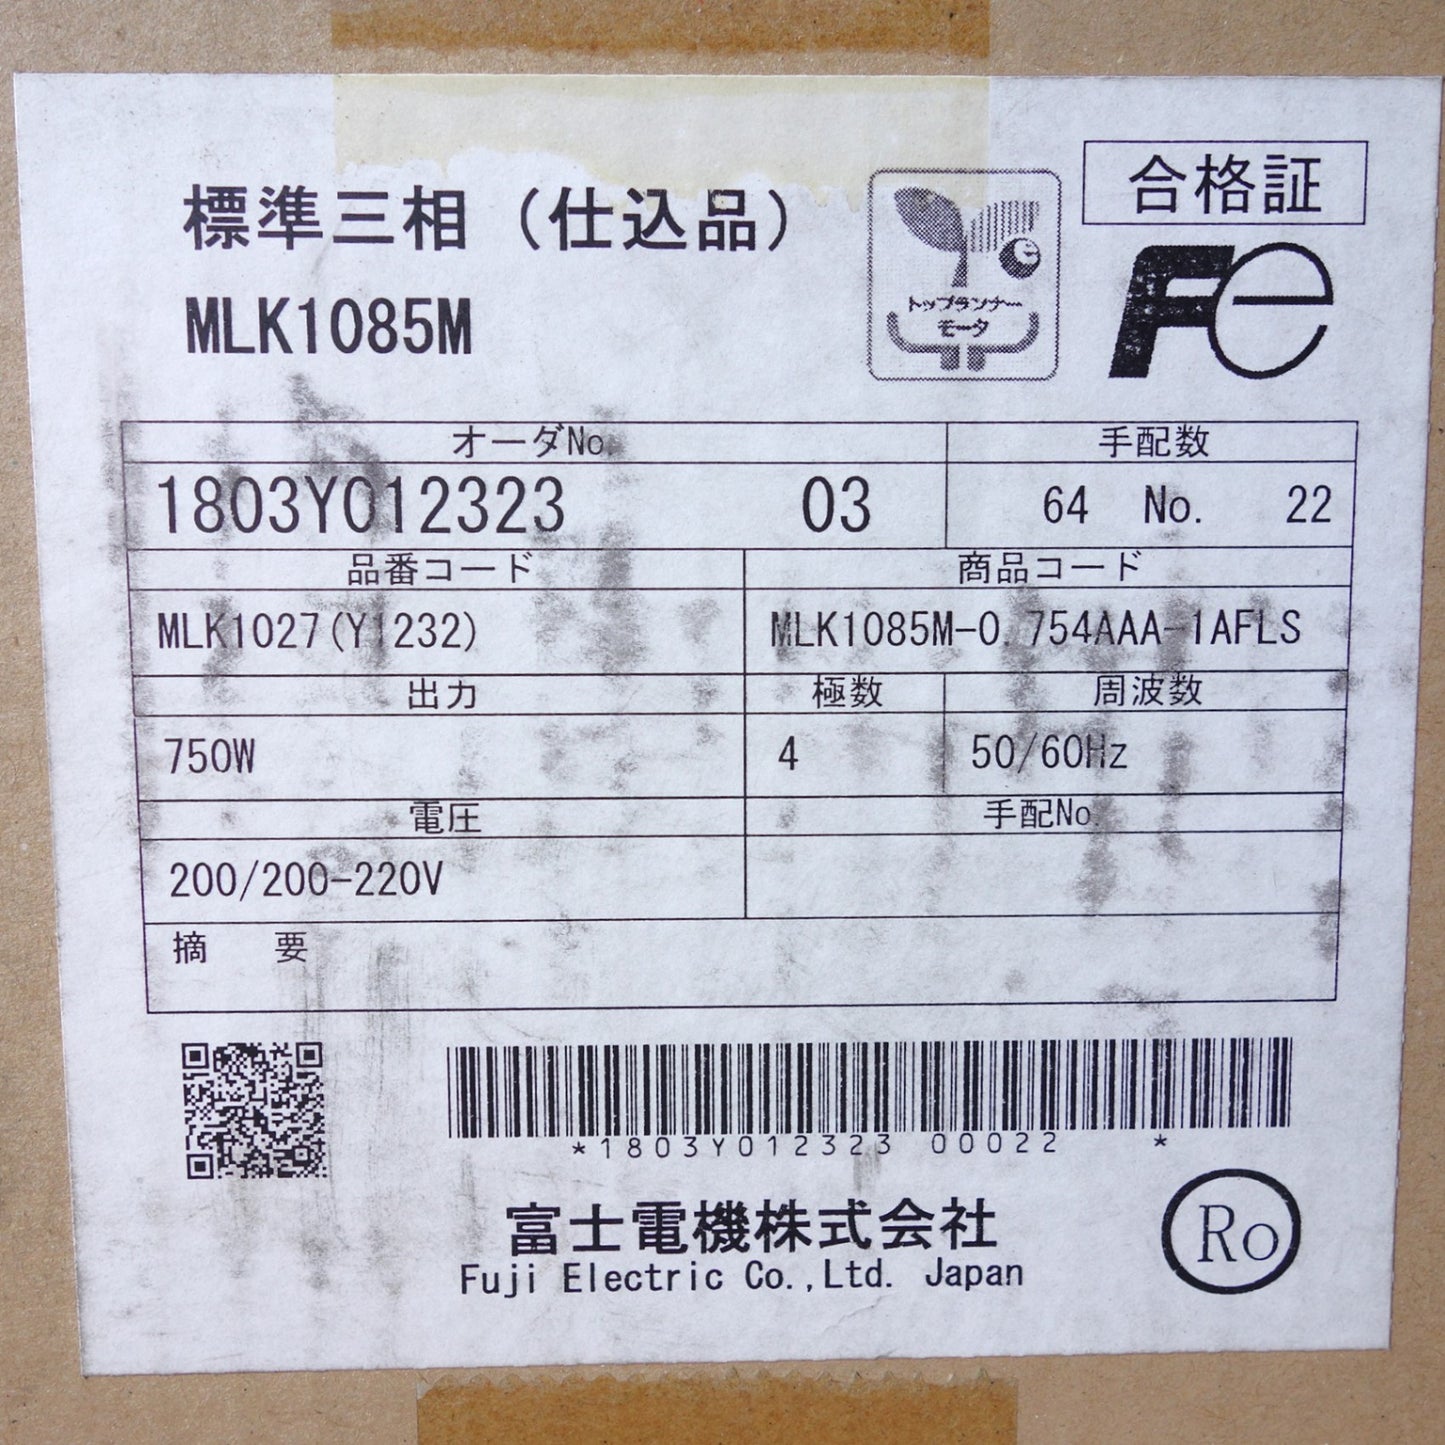 標準三相（仕込品）
MLK1085M
トップランナー
モータ
合格証
Fe
オーダNo.
手配数
1803Y012323 03
64 No. 22
品番コード
商品コード
MLK1027(Y1232)
MLK1085M-0.754AAA-1AFLS
出力
極数
周波数
750W
4
50/60Hz
電圧
手配No.
200/200-220V
摘 要
*1803Y012323 00022 *
富士電機株式会社
Fuji Electric Co.,Ltd. Japan
Ro